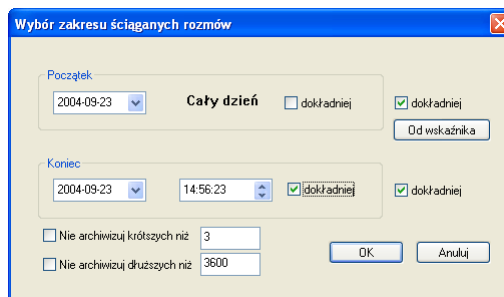 Wybór zakresu ściąganych rozmów
Początek
2004-09-23 Cały dzień dokładniej dokładniej
Od wskaźnika
Koniec
2004-09-23 14:56:23 dokładniej dokładniej
Nie archiwizuj krótszych niż 3
Nie archiwizuj dłuższych niż 3600
OK Anuluj